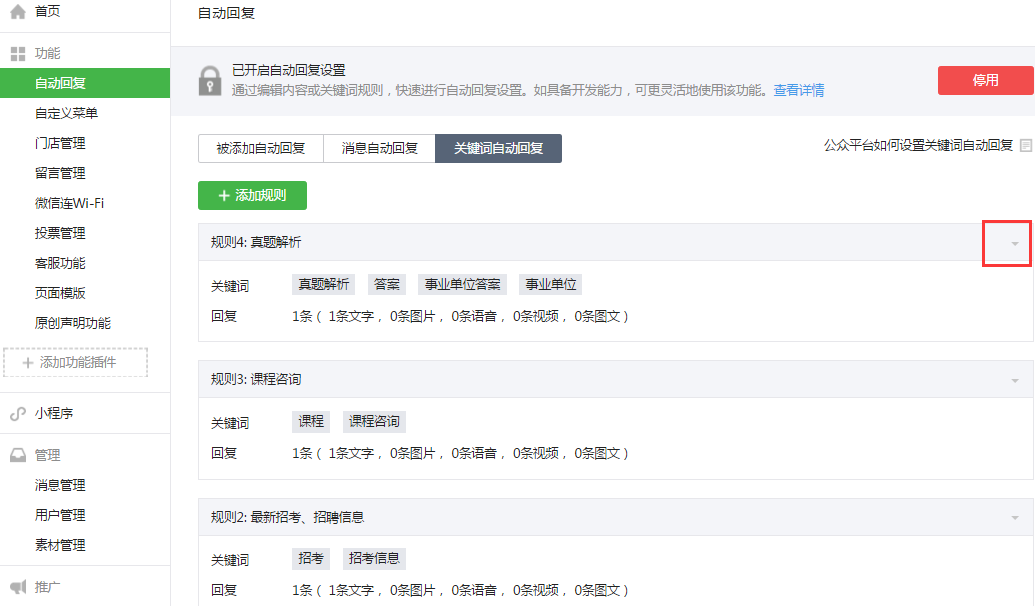 首页
功能
自动回复
自定义菜单
门店管理
留言管理
微信连Wi-Fi
投票管理
客服功能
页面模版
原创声明功能
添加功能插件
小程序
管理
消息管理
用户管理
素材管理
推广
自动回复
已开启自动回复设置
通过编辑内容或关键词规则，快速进行自动回复设置。如具备开发能力，可更灵活地使用该功能。查看详情
停用
被添加自动回复 消息自动回复 关键词自动回复
公众平台如何设置关键词自动回复
添加规则
规则4: 真题解析
关键词 真题解析 答案 事业单位答案 事业单位
回复 1条（ 1条文字， 0条图片， 0条语音， 0条视频， 0条图文 ）
规则3: 课程咨询
关键词 课程 课程咨询
回复 1条（ 1条文字， 0条图片， 0条语音， 0条视频， 0条图文 ）
规则2: 最新招考、招聘信息
关键词 招考 招考信息
回复 1条（ 1条文字， 0条图片， 0条语音， 0条视频， 0条图文 ）